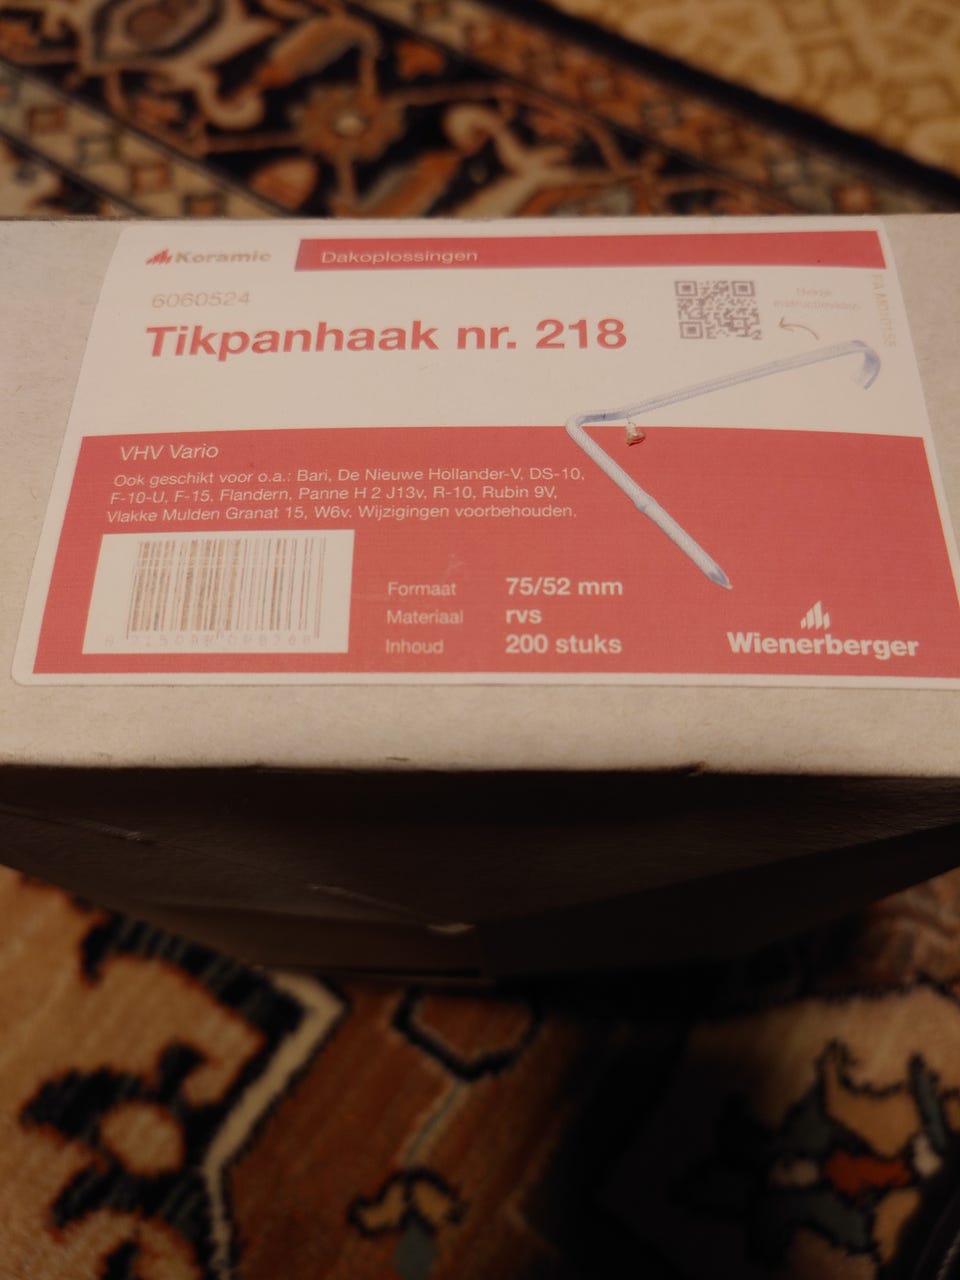 Koramic
Dakoplossingen
6060524
Tikpanhaak nr. 218
Bekijk
instructievideo
VHV Vario
Ook geschikt voor o.a.: Bari, De Nieuwe Hollander-V, DS-10,
F-10-U, F-15, Flandern, Panne H 2 J13v, R-10, Rubin 9V,
Vlakke Mulden Granat 15, W6v. Wijzigingen voorbehouden.
Formaat 75/52 mm
Materiaal rvs
Inhoud 200 stuks
Wienerberger